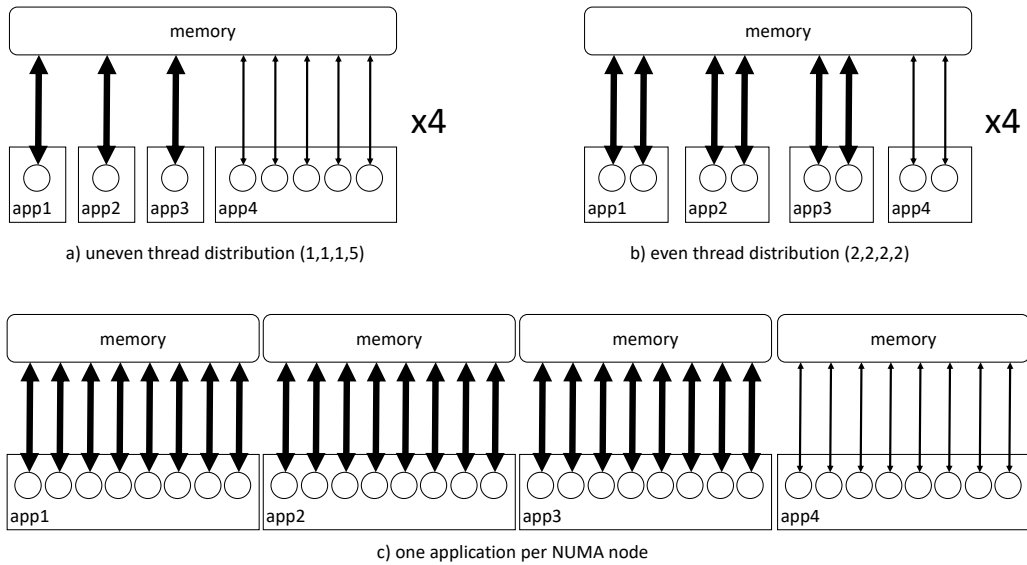 memory
x4
app1
app2
app3
app4
a) uneven thread distribution (1,1,1,5)
memory
x4
app1
app2
app3
app4
b) even thread distribution (2,2,2,2)
memory
memory
memory
memory
app1
app2
app3
app4
c) one application per NUMA node